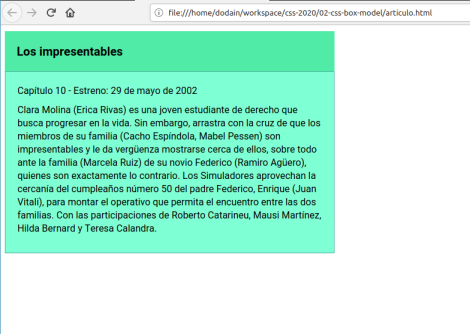 file:///home/dodain/workspace/css-2020/02-css-box-model/articulo.html
Los impresentables
Capítulo 10 - Estreno: 29 de mayo de 2002
Clara Molina (Erica Rivas) es una joven estudiante de derecho que
busca progresar en la vida. Sin embargo, arrastra con la cruz de que los
miembros de su familia (Cacho Espíndola, Mabel Pessen) son
impresentables y le da vergüenza mostrarse cerca de ellos, sobre todo
ante la familia (Marcela Ruiz) de su novio Federico (Ramiro Agüero),
quienes son exactamente lo contrario. Los Simuladores aprovechan la
cercanía del cumpleaños número 50 del padre Federico, Enrique (Juan
Vitali), para montar el operativo que permita el encuentro entre las dos
familias. Con las participaciones de Roberto Catarineu, Mausi Martínez,
Hilda Bernard y Teresa Calandra.